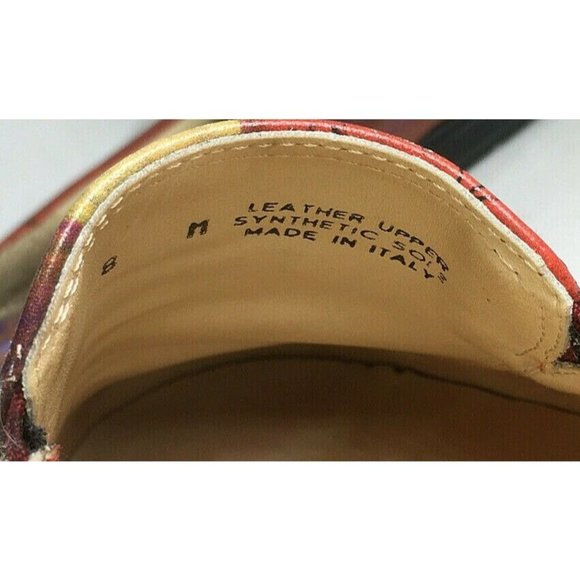 8 M
LEATHER UPPER
SYNTHETIC SOLE
MADE IN ITALY